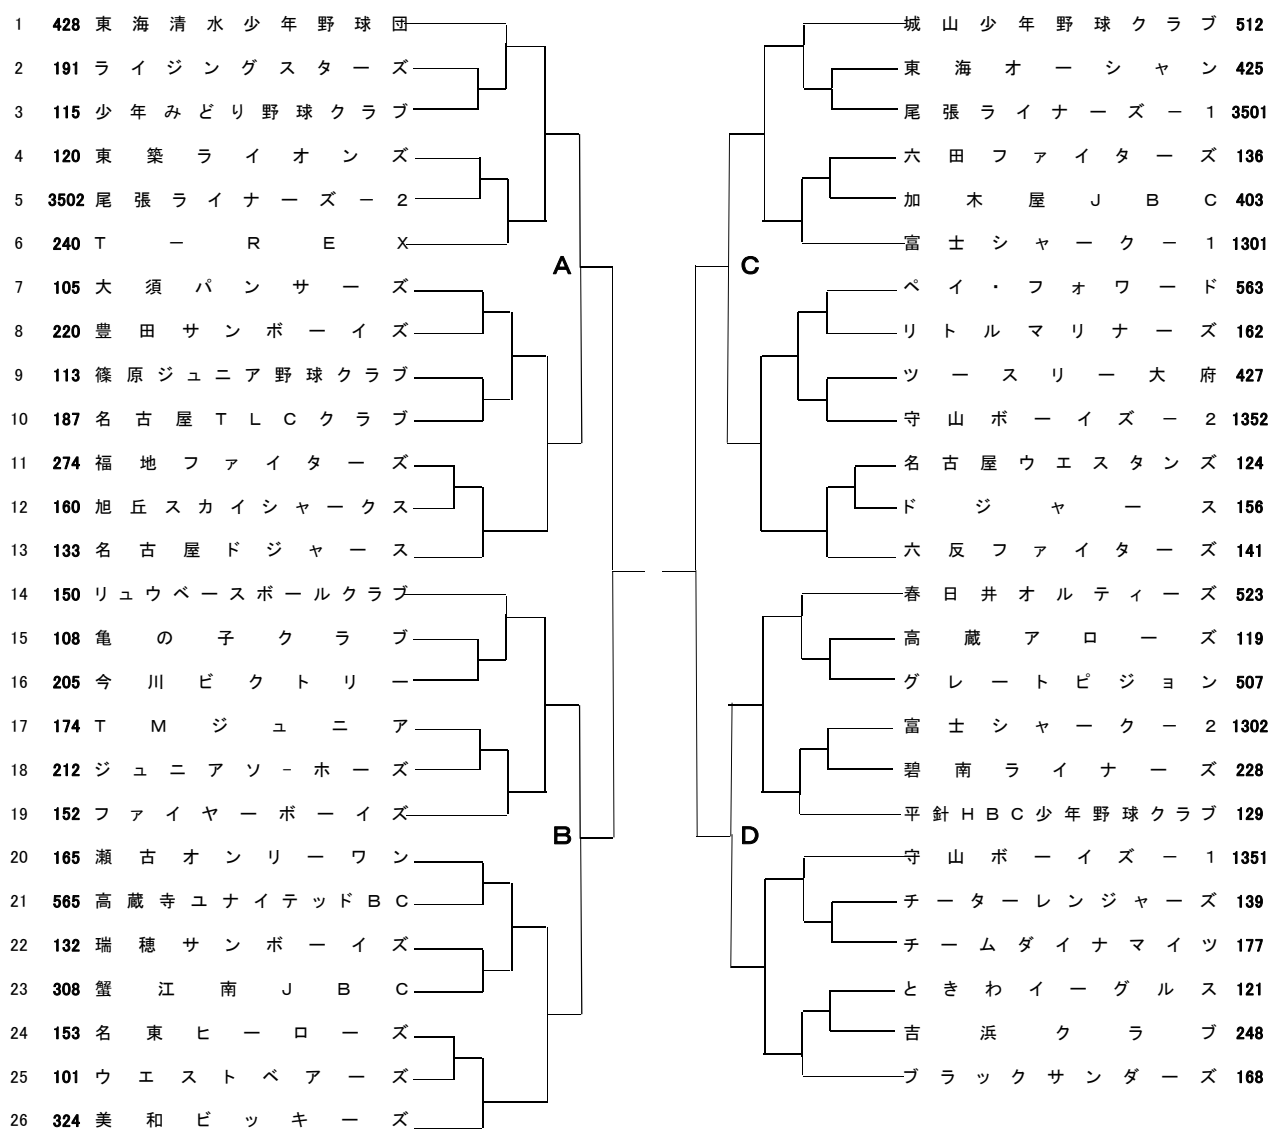 1 428 東海清水少年野球団
2 191 ライジングスターズ
3 115 少年みどり野球クラブ
4 120 東築ライオンズ
5 3502 尾張ライナーズ－2
6 240 T－REX
7 105 大須パンサーズ
8 220 豊田サンボーイズ
9 113 篠原ジュニア野球クラブ
10 187 名古屋TLCクラブ
11 274 福地ファイターズ
12 160 旭丘スカイシャークス
13 133 名古屋ドジャース
14 150 リュウベースボールクラブ
15 108 亀の子クラブ
16 205 今川ビクトリー
17 174 TMジュニア
18 212 ジュニアソ-ホーズ
19 152 ファイヤーボーイズ
20 165 瀬古オンリーワン
21 565 高蔵寺ユナイテッドBC
22 132 瑞穂サンボーイズ
23 308 蟹江南JBC
24 153 名東ヒーローズ
25 101 ウエストベアーズ
26 324 美和ビッキーズ
A
B
C
D
城山少年野球クラブ 512
東海オーシャン 425
尾張ライナーズ－1 3501
六田ファイターズ 136
加木屋JBC 403
富士シャーク－1 1301
ペイ・フォワード 563
リトルマリナーズ 162
ツースリー大府 427
守山ボーイズ－2 1352
名古屋ウエスタンズ 124
ドジャース 156
六反ファイターズ 141
春日井オルティーズ 523
高蔵アローズ 119
グレートピジョン 507
富士シャーク－2 1302
碧南ライナーズ 228
平針HBC少年野球クラブ 129
守山ボーイズ－1 1351
チーターレンジャーズ 139
チームダイナマイツ 177
ときわイーグルス 121
吉浜クラブ 248
ブラックサンダーズ 168